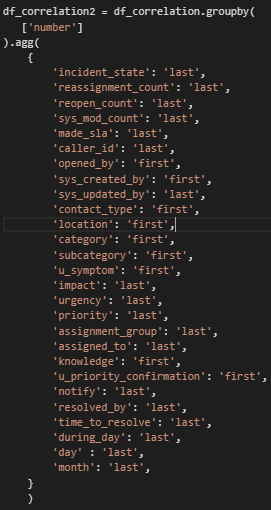 df_correlation2 = df_correlation.groupby(
['number']
).agg(
{
'incident_state': 'last',
'reassignment_count': 'last',
'reopen_count': 'last',
'sys_mod_count': 'last',
'made_sla': 'last',
'caller_id': 'last',
'opened_by': 'first',
'sys_created_by': 'first',
'sys_updated_by': 'last',
'contact_type': 'first',
'location': 'first',
'category': 'first',
'subcategory': 'first',
'u_symptom': 'first',
'impact': 'last',
'urgency': 'last',
'priority': 'last',
'assignment_group': 'last',
'assigned_to': 'last',
'knowledge': 'first',
'u_priority_confirmation': 'first',
'notify': 'last',
'resolved_by': 'last',
'time_to_resolve': 'last',
'during_day': 'last',
'day' : 'last',
'month': 'last',
}
)